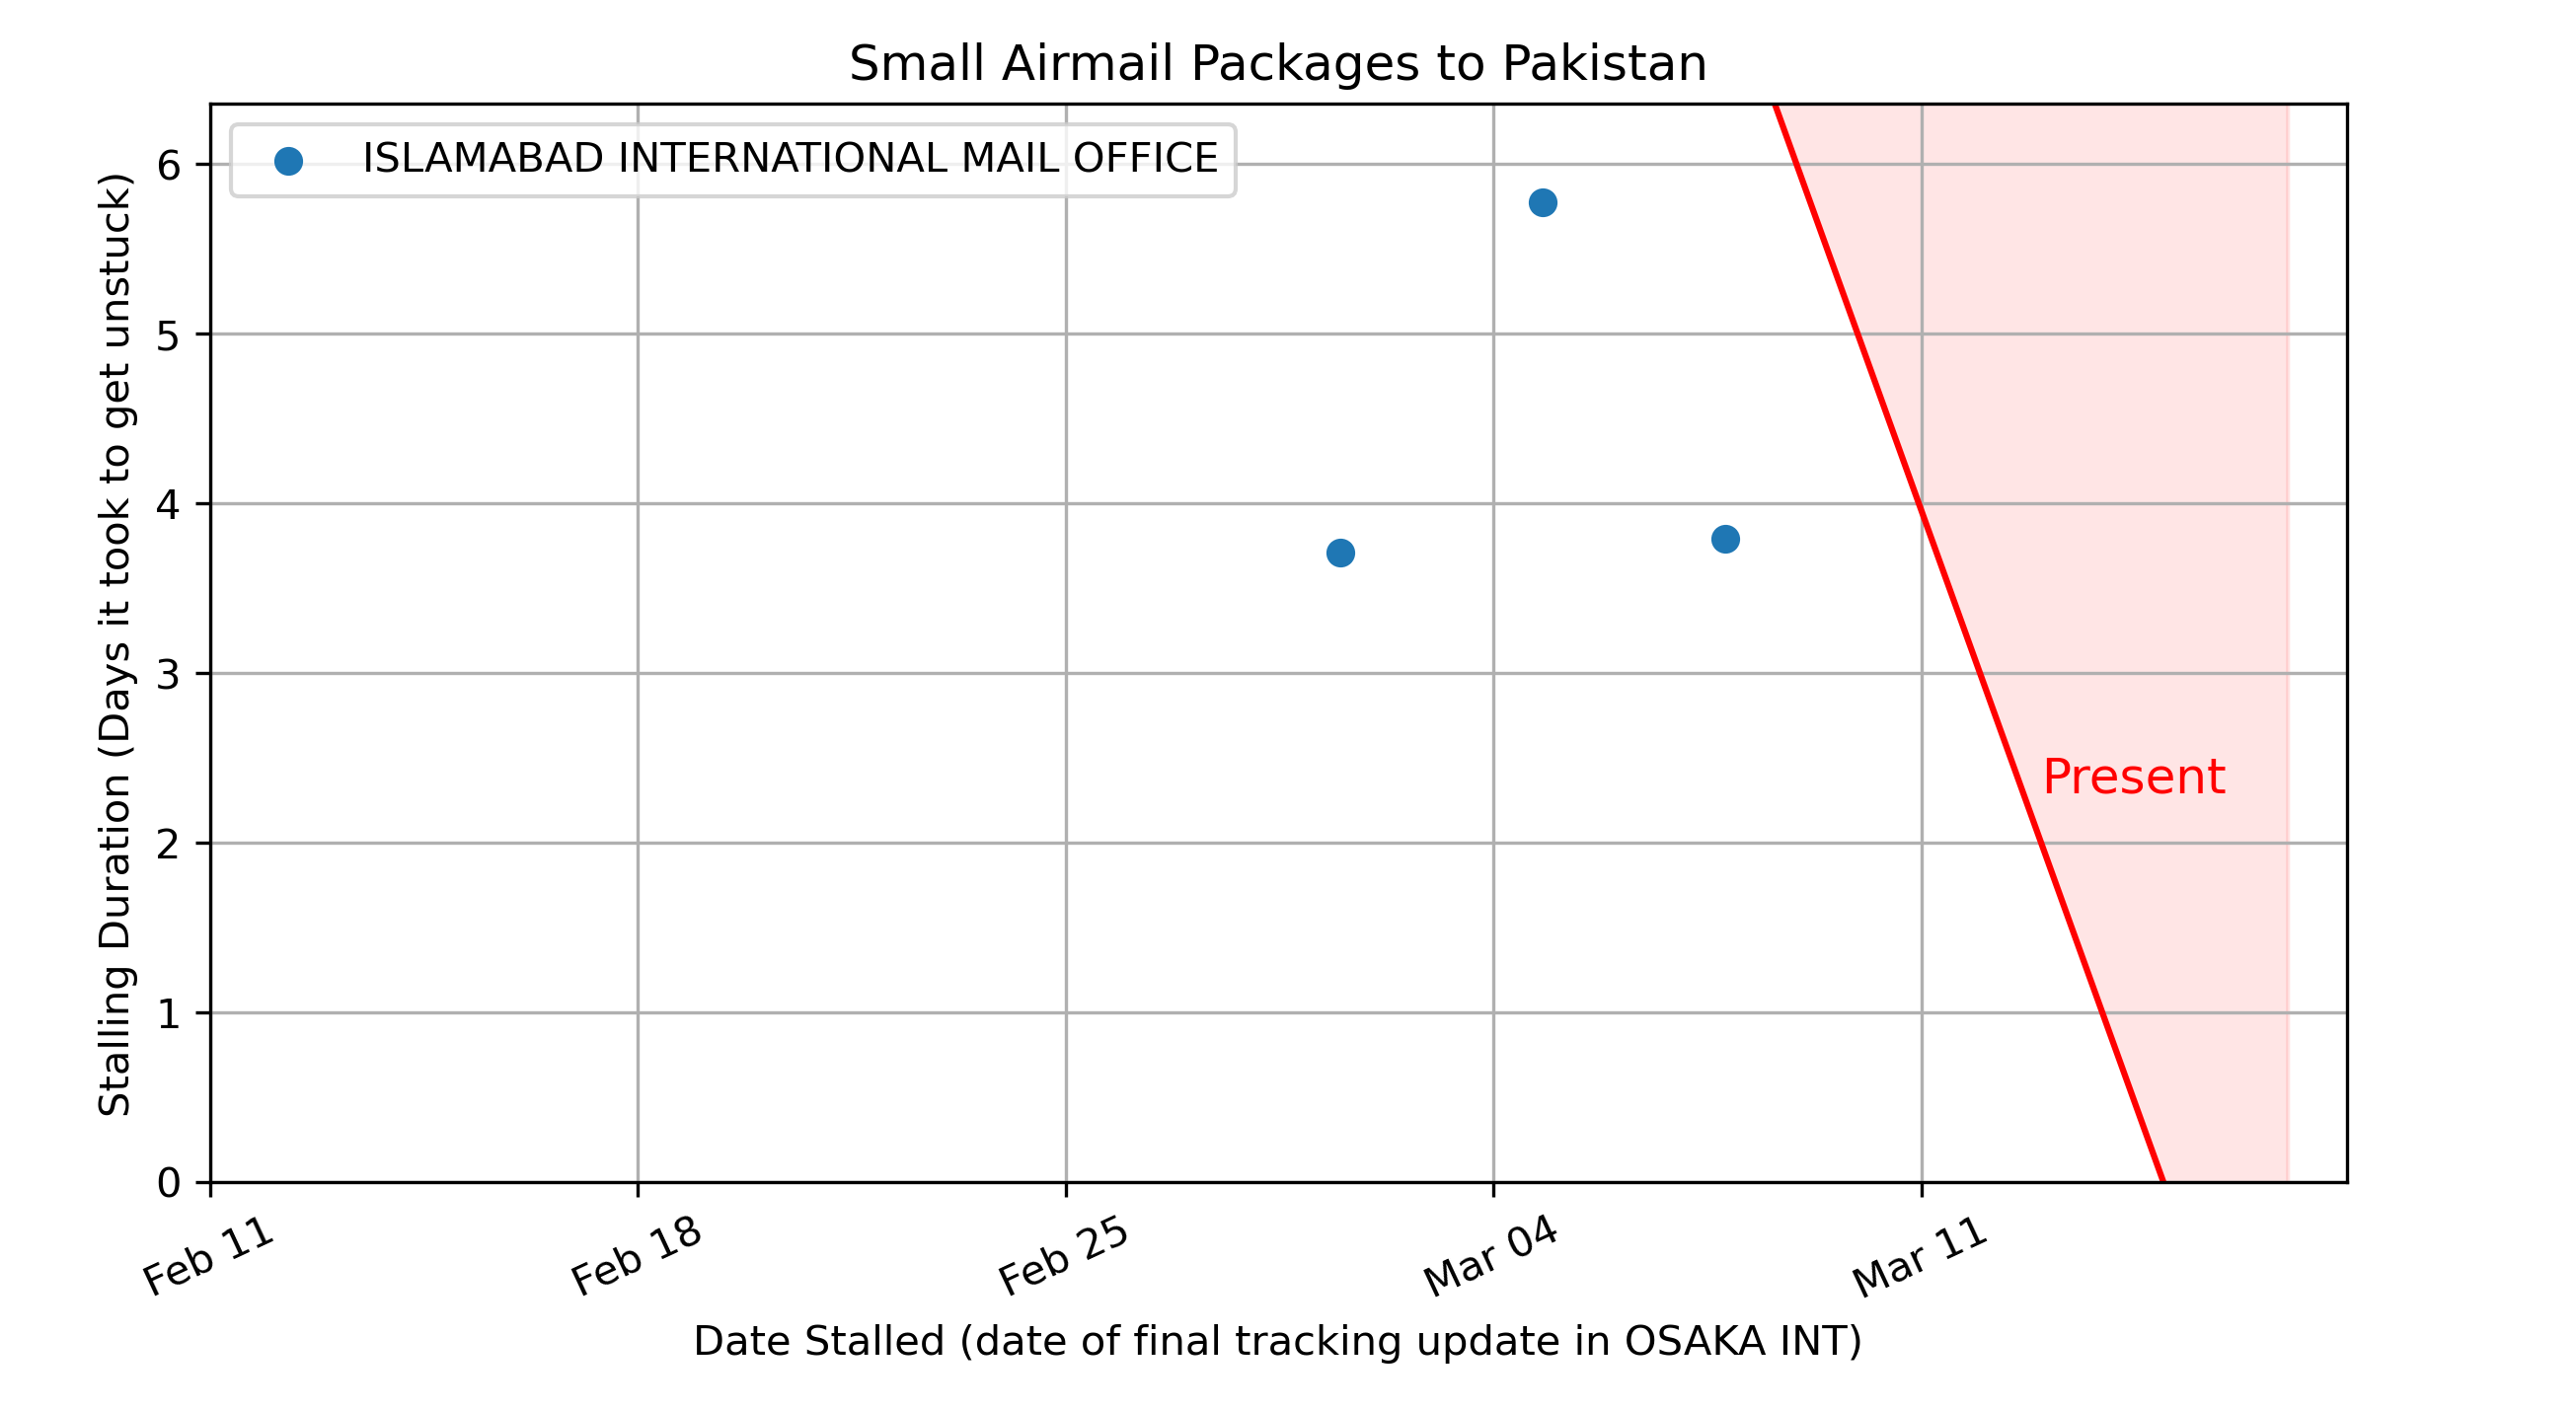 Small Airmail Packages to Pakistan
ISLAMABAD INTERNATIONAL MAIL OFFICE
Stalling Duration (Days it took to get unstuck)
6
5
4
3
2
1
0
Present
Feb 11
Feb 18
Feb 25
Mar 04
Mar 11
Date Stalled (date of final tracking update in OSAKA INT)